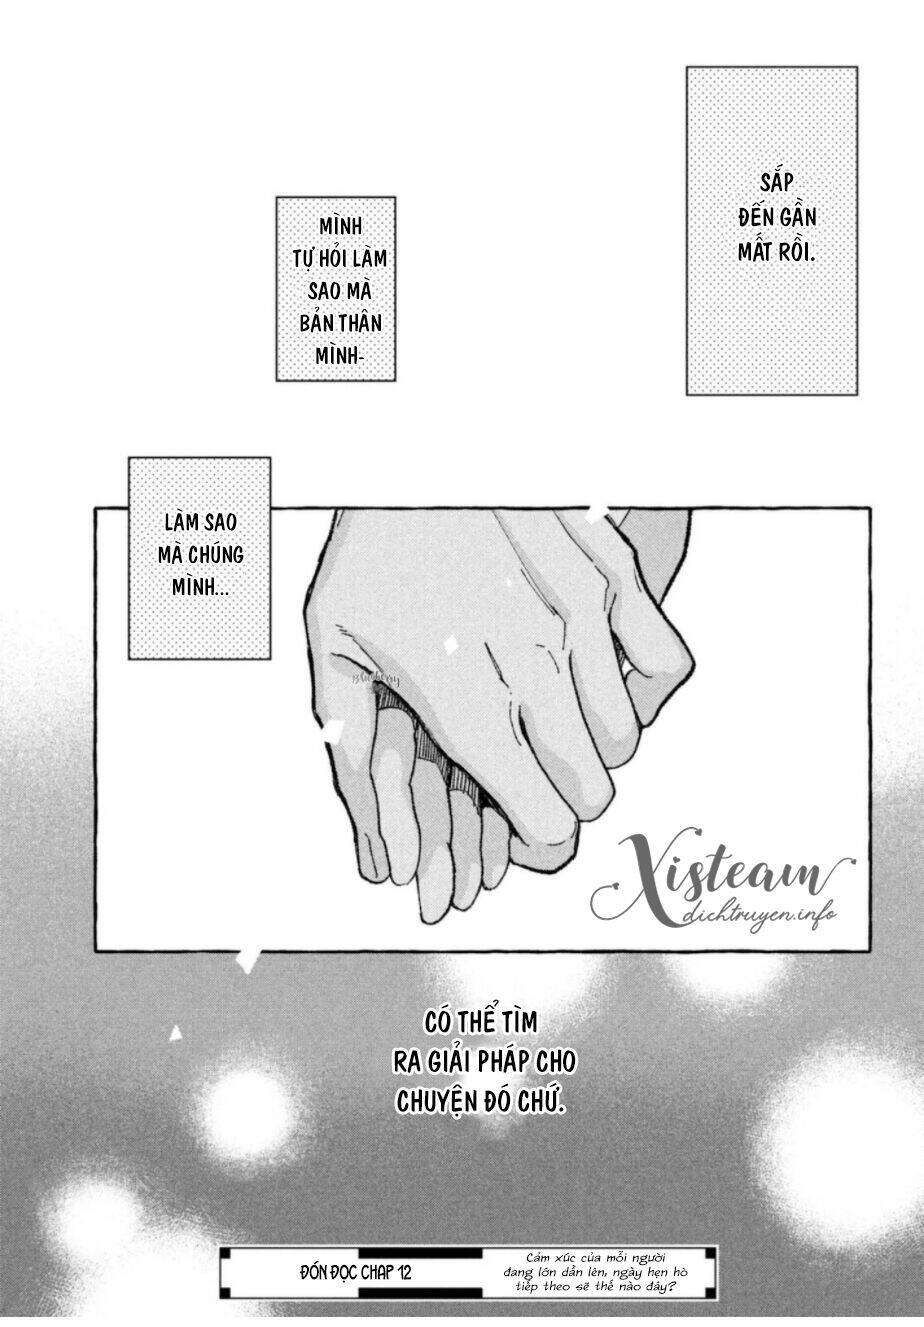 SẮP
ĐẾN GẦN
MẤT RỒI.
MÌNH
TỰ HỎI LÀM
SAO MÀ
BẢN THÂN
MÌNH-
LÀM SAO
MÀ CHÚNG
MÌNH...
Blueberry
Xisteam
dichtruyen.info
CÓ THỂ TÌM
RA GIẢI PHÁP CHO
CHUYỆN ĐÓ CHỨ.
ĐÓN ĐỌC CHAP 12
Cảm xúc của mỗi người
đang lớn dần lên, ngày hẹn hò
tiếp theo sẽ thế nào đây?